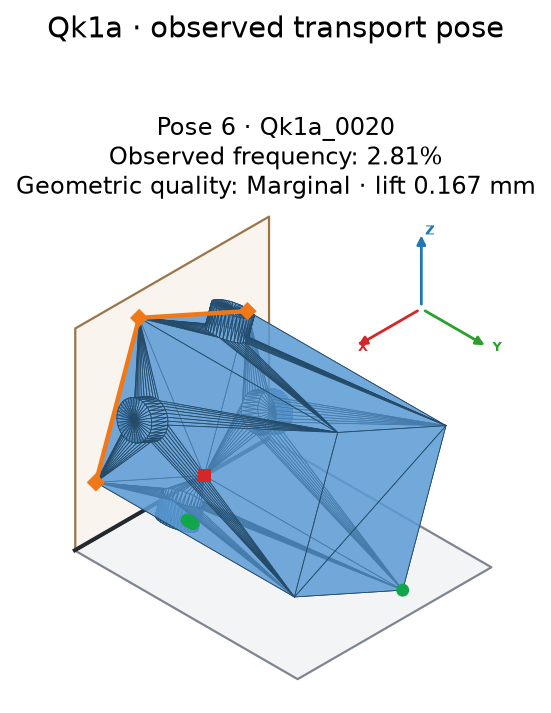 Qk1a · observed transport pose
Pose 6 · Qk1a_0020
Observed frequency: 2.81%
Geometric quality: Marginal · lift 0.167 mm
Z
X
Y